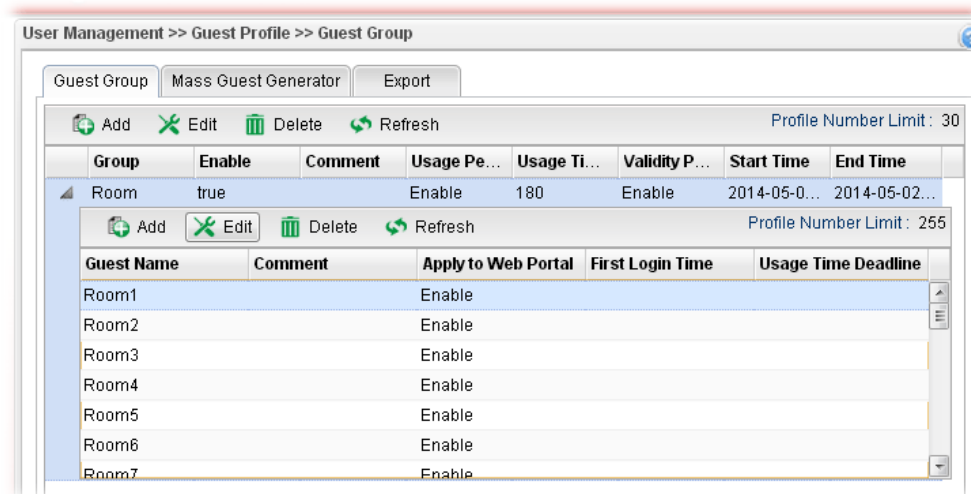 User Management >> Guest Profile >> Guest Group
Guest Group Mass Guest Generator Export
Add Edit Delete Refresh Profile Number Limit : 30
Group Enable Comment Usage Pe... Usage Ti... Validity P... Start Time End Time
Room true Enable 180 Enable 2014-05-0... 2014-05-02...
Add Edit Delete Refresh Profile Number Limit : 255
Guest Name Comment Apply to Web Portal First Login Time Usage Time Deadline
Room1 Enable
Room2 Enable
Room3 Enable
Room4 Enable
Room5 Enable
Room6 Enable
Room7 Enable